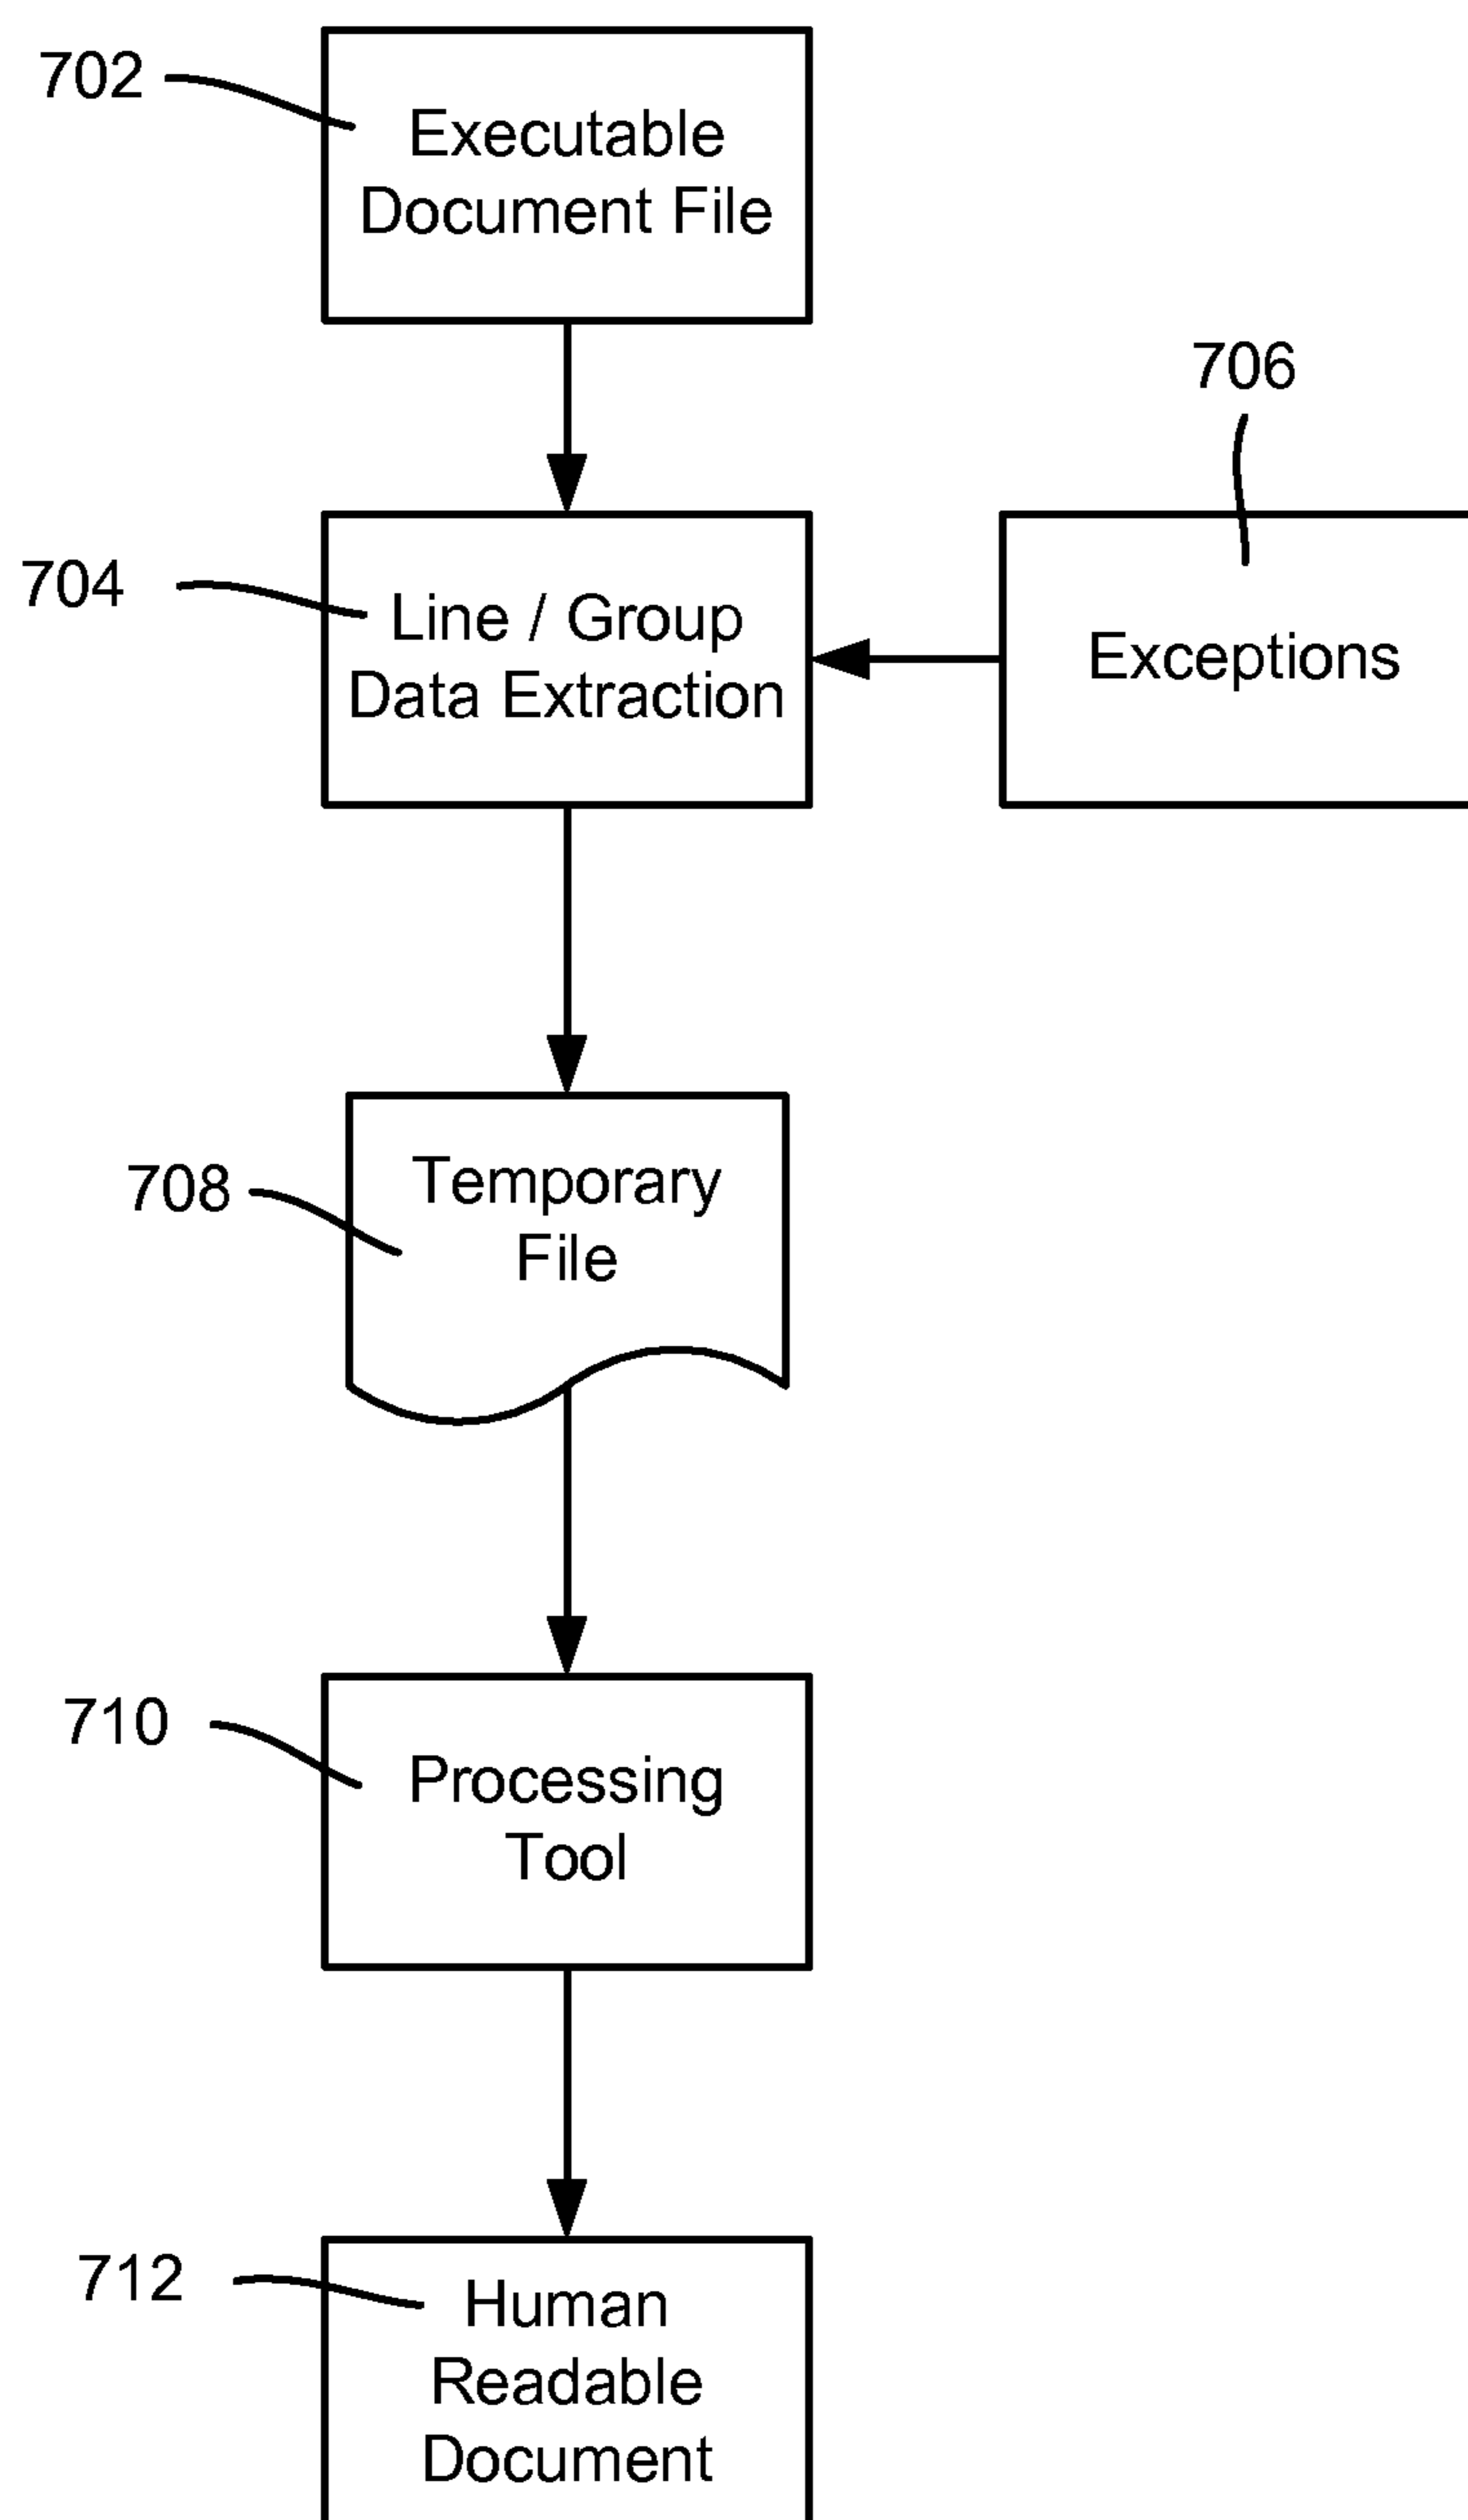 702
Executable
Document File
706
704
Line / Group
Data Extraction
Exceptions
708
Temporary
File
710
Processing
Tool
712
Human
Readable
Document